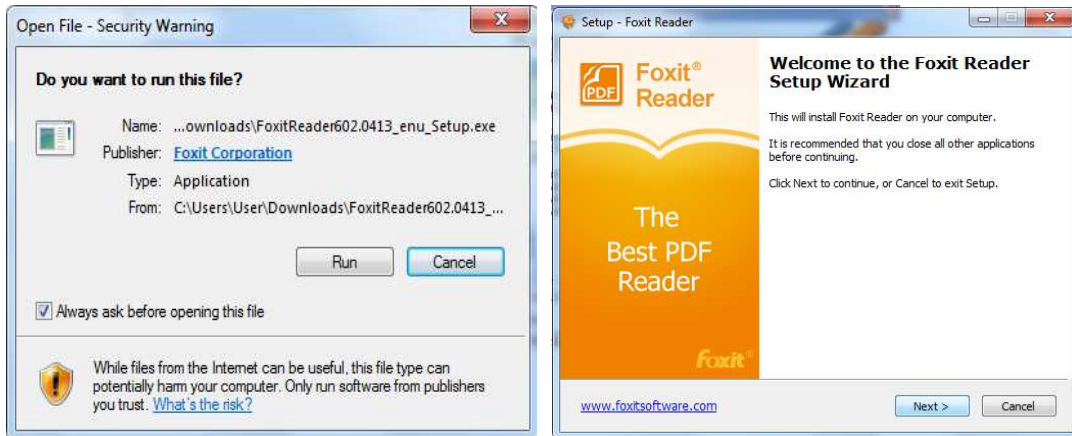 Open File - Security Warning
Do you want to run this file?
Name: ...ownloads\FoxitReader602.0413_enu_Setup.exe
Publisher: Foxit Corporation
Type: Application
From: C:\Users\User\Downloads\FoxitReader602.0413_...
Run Cancel
Always ask before opening this file
While files from the Internet can be useful, this file type can
potentially harm your computer. Only run software from publishers
you trust. What's the risk?
Setup - Foxit Reader
PDF
Foxit®
Reader
The
Best PDF
Reader
Foxit®
Welcome to the Foxit Reader
Setup Wizard
This will install Foxit Reader on your computer.
It is recommended that you close all other applications
before continuing.
Click Next to continue, or Cancel to exit Setup.
www.foxitsoftware.com
Next > Cancel